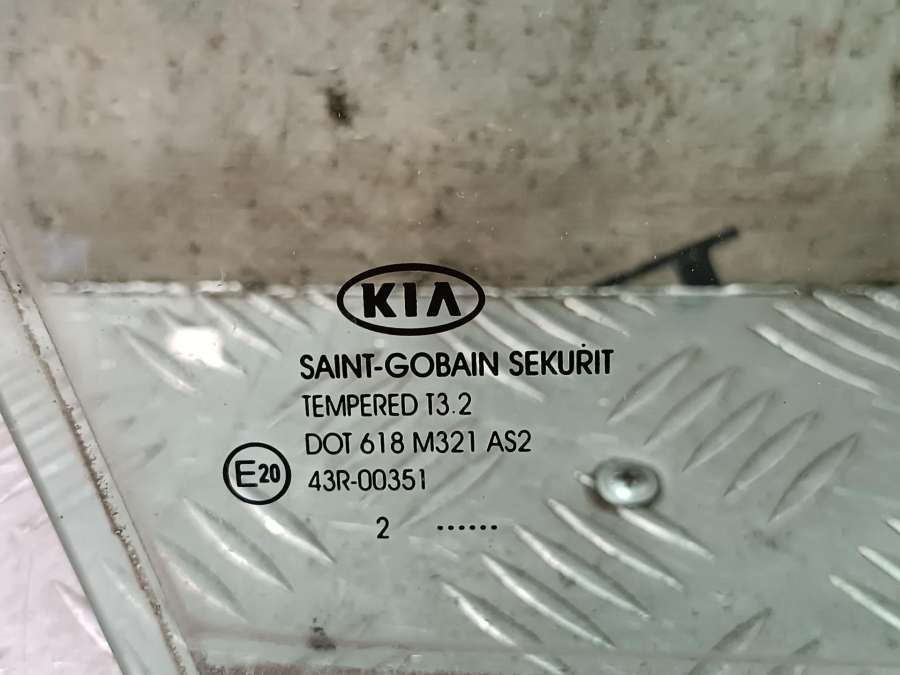 KIA
SAINT-GOBAIN SEKURIT
TEMPERED T3.2
DOT 618 M321 AS2
E20 43R-00351
2 ......